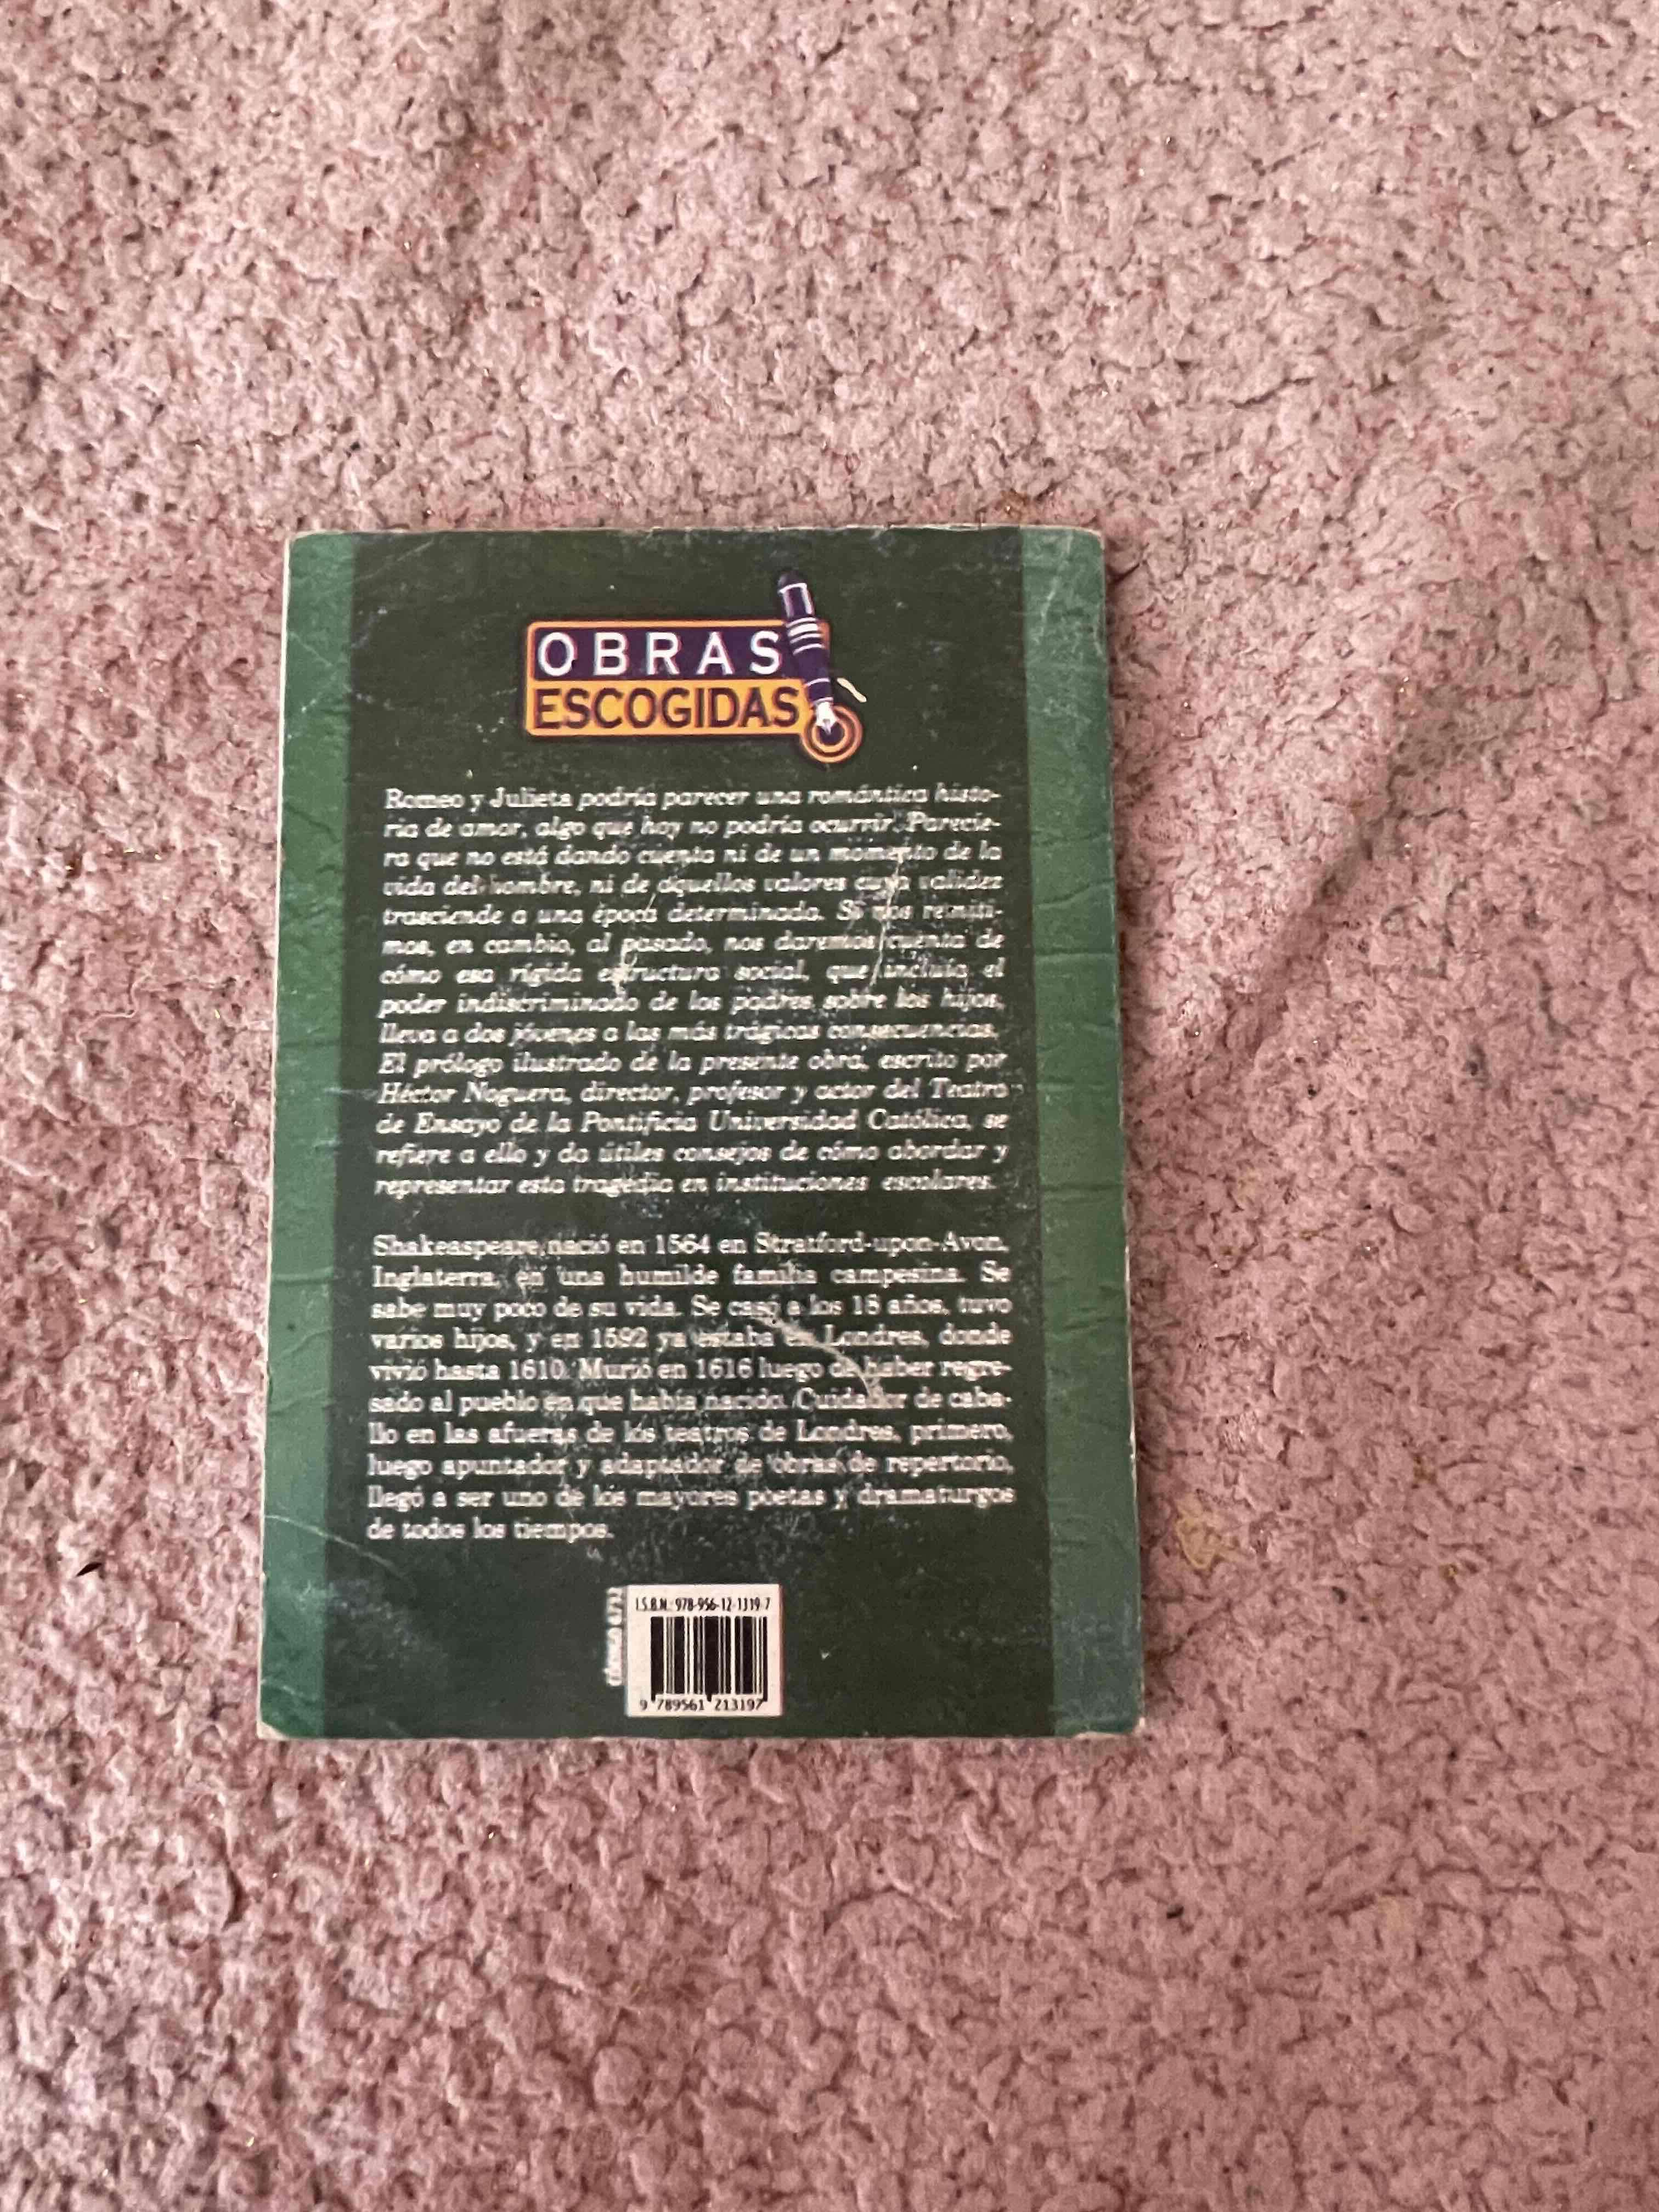 OBRAS
ESCOGIDAS
Romeo y Julieta podría parecer una romántica histo-
ria de amor, algo que hoy no podría ocurrir. Parecie-
ra que no está dando cuenta ni de un momento de la
vida del hombre, ni de aquellos valores cuya validez
trasciende a una época determinada. Si nos remiti-
mos, en cambio, al pasado, nos daremos cuenta de
cómo esa rígida estructura social, que incluía el
poder indiscriminado de los padres sobre los hijos,
lleva a dos jóvenes a las más trágicas consecuencias.
El prólogo ilustrado de la presente obra, escrito por
Héctor Noguera, director, profesor y actor del Teatro
de Ensayo de la Pontificia Universidad Católica, se
refiere a ello y da útiles consejos de cómo abordar y
representar esta tragedia en instituciones escolares.
Shakeaspeare nació en 1564 en Stratford-upon-Avon,
Inglaterra, en una humilde familia campesina. Se
sabe muy poco de su vida. Se casó a los 18 años, tuvo
varios hijos, y en 1592 ya estaba en Londres, donde
vivió hasta 1610. Murió en 1616 luego de haber regre-
sado al pueblo en que había nacido. Cuidador de caba-
llo en las afueras de los teatros de Londres, primero,
luego apuntador y adaptador de obras de repertorio,
llegó a ser uno de los mayores poetas y dramaturgos
de todos los tiempos.
I.S.B.N.: 978-956-12-1319-7
9 789561 213197